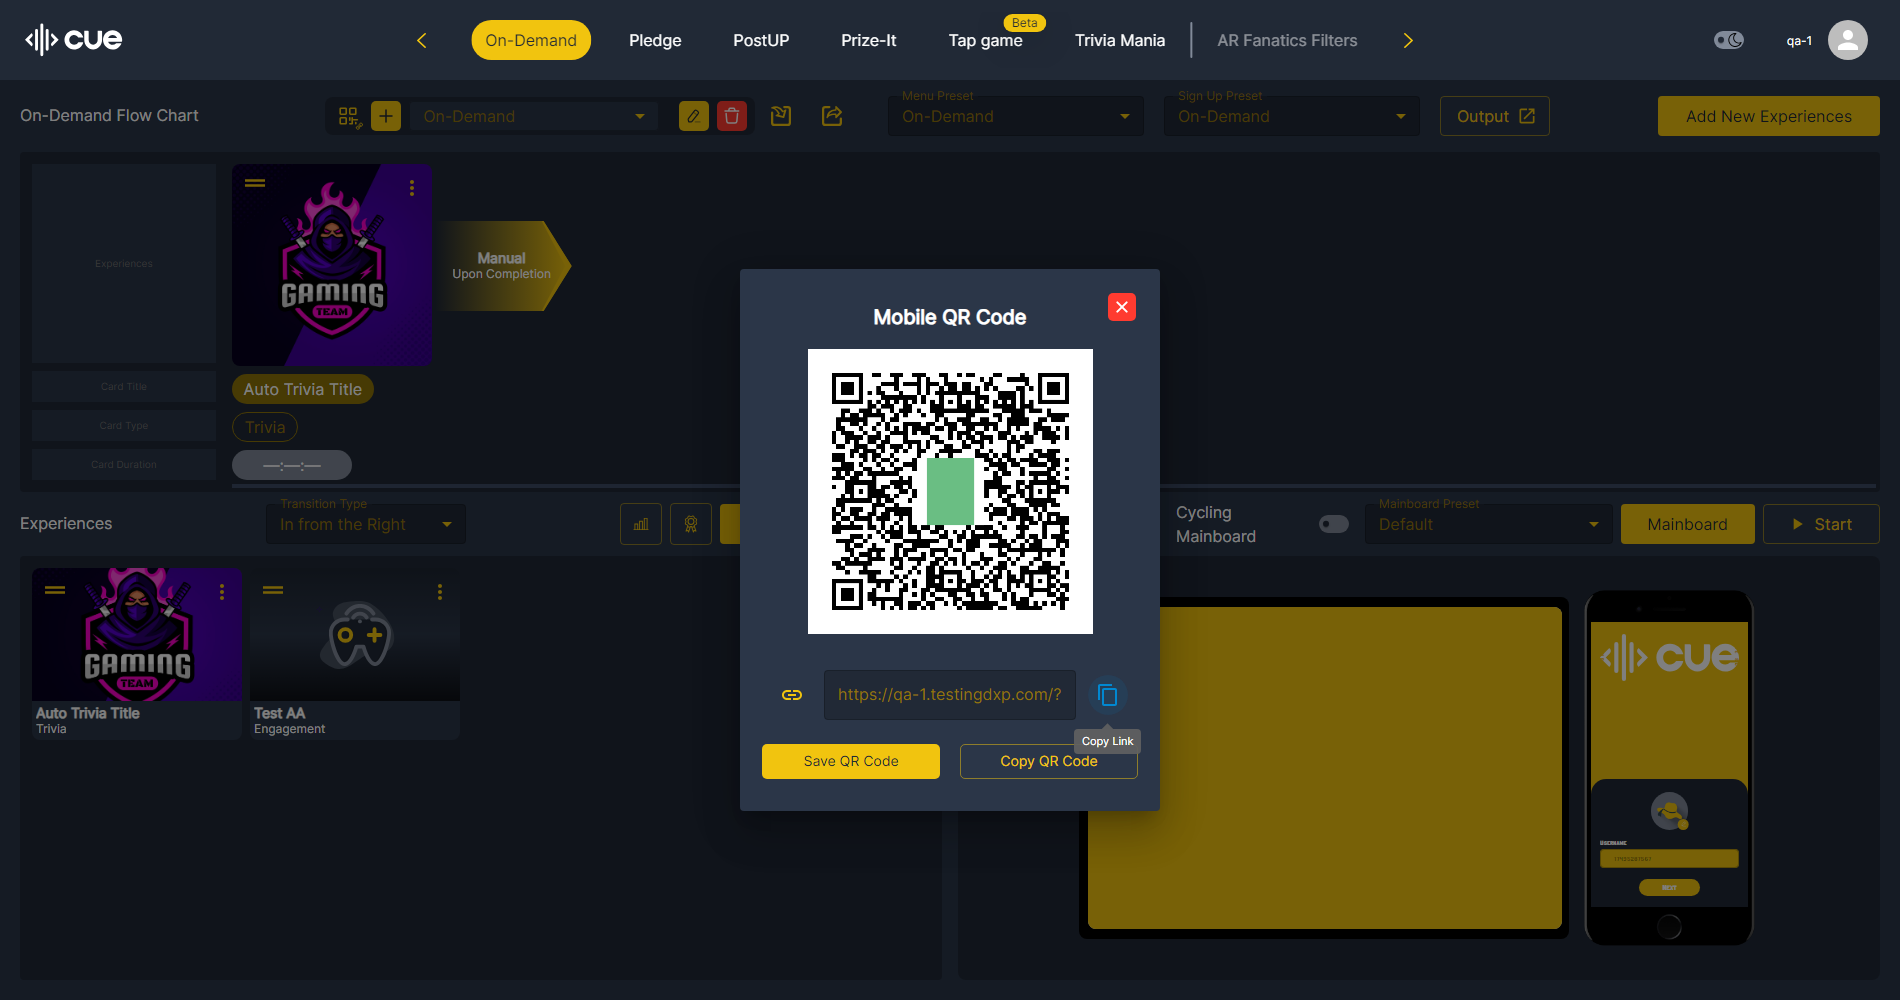 cue
On-Demand
Pledge
PostUP
Prize-It
Beta
Tap game
Trivia Mania
AR Fanatics Filters
qa-1
On-Demand Flow Chart
On-Demand
Menu Preset
On-Demand
Sign Up Preset
On-Demand
Output
Add New Experiences
Experiences
GAMING
TEAM
Manual
Upon Completion
Card Title
Auto Trivia Title
Card Type
Trivia
Card Duration
—:—:—
Mobile QR Code
https://qa-1.testingdxp.com/?
Copy Link
Save QR Code
Copy QR Code
Experiences
Transition Type
In from the Right
Cycling
Mainboard
Mainboard Preset
Default
Mainboard
Start
GAMING
TEAM
Auto Trivia Title
Trivia
Test AA
Engagement
cue
USERNAME
NEXT